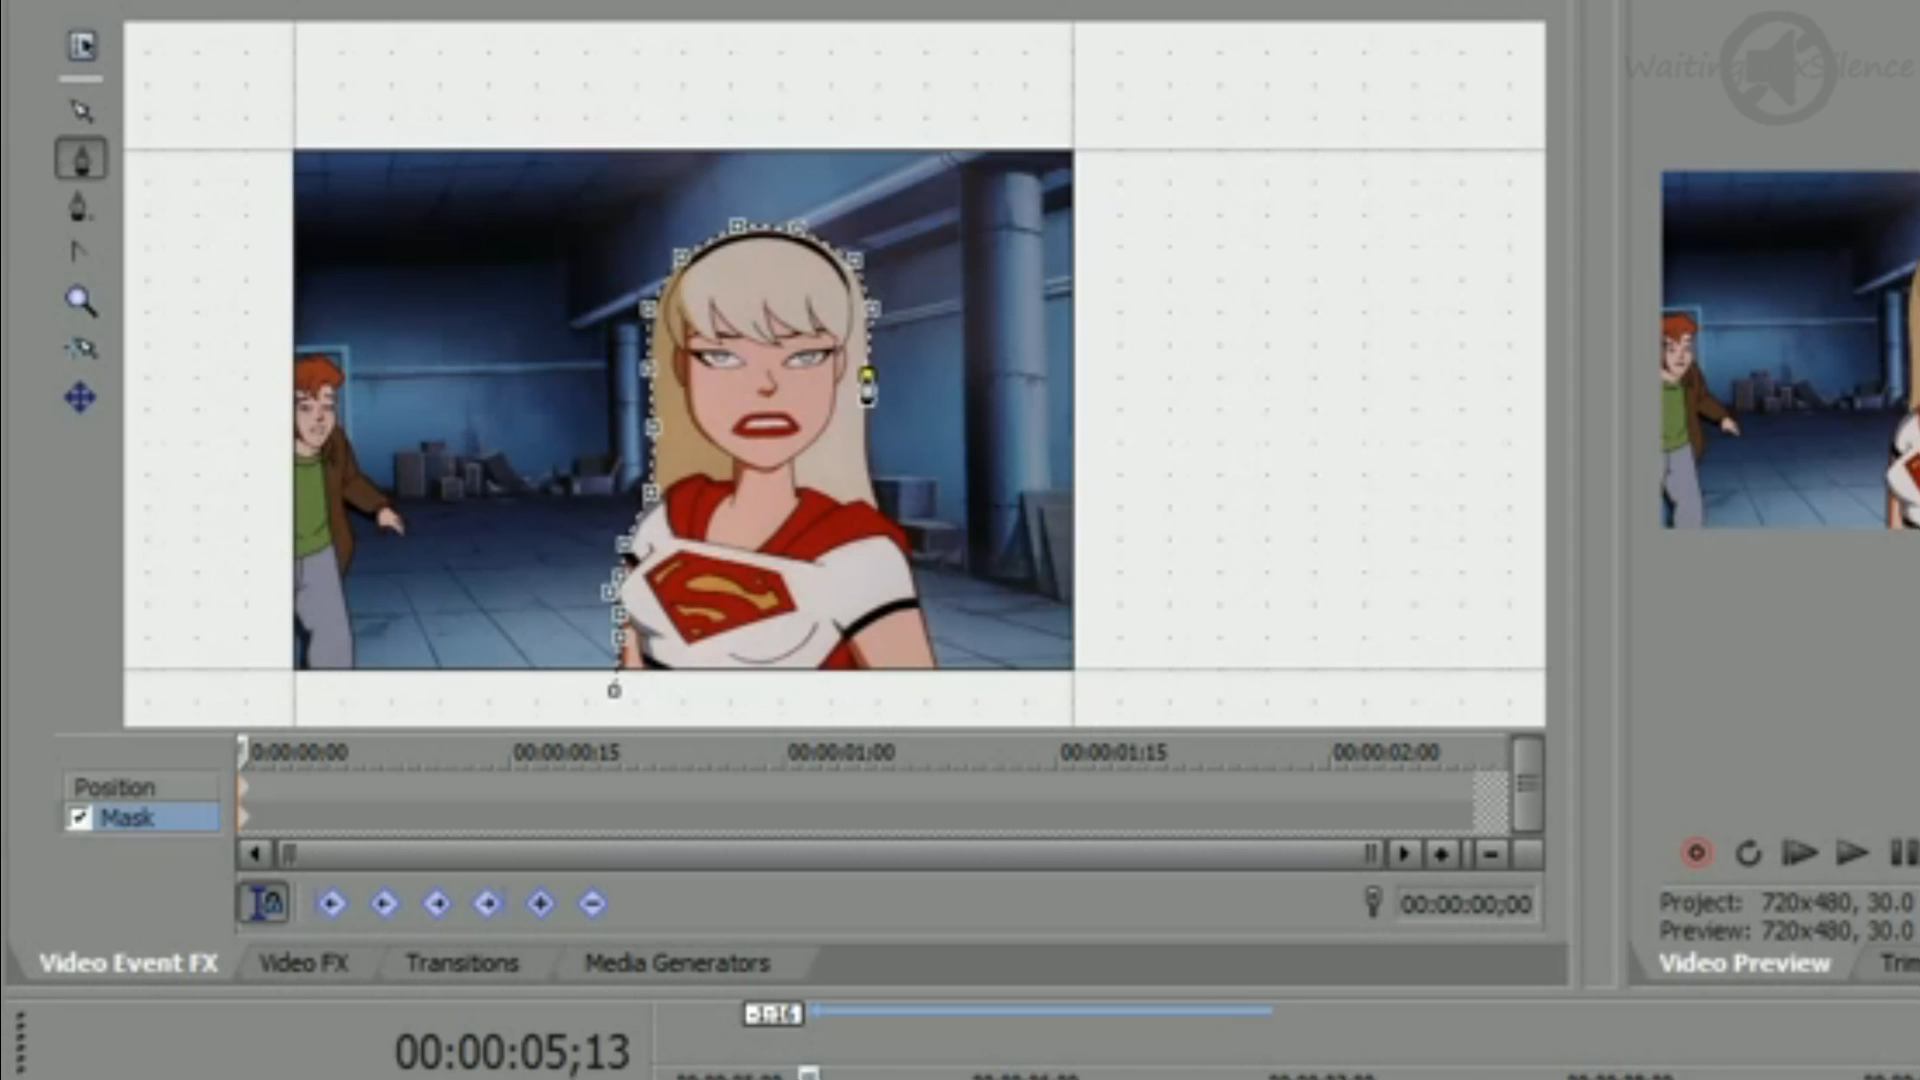 WaitingxSilence
0:00:00:00 00:00:00:15 00:00:01:00 00:00:01:15 00:00:02:00
Position
Mask
00:00:00;00
Project: 720x480, 30.0
Preview: 720x480, 30.0
Video Event FX Video FX Transitions Media Generators
Video Preview Trim
00:00:05;13